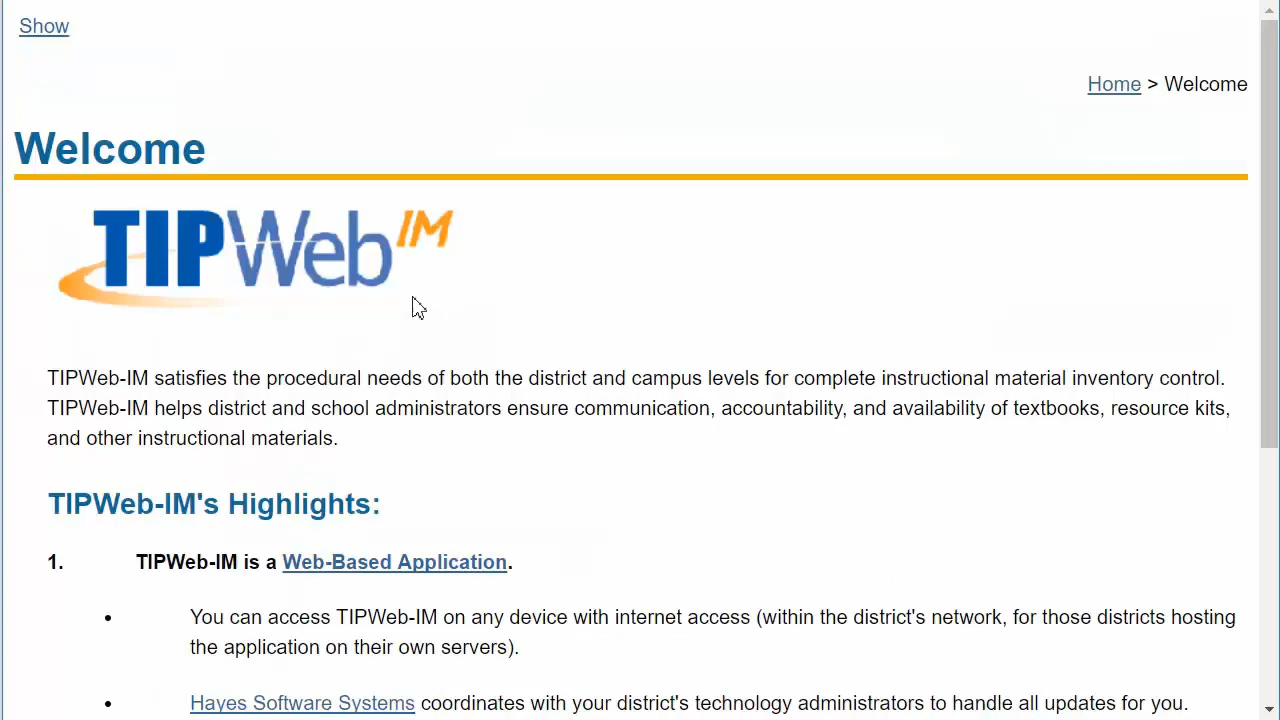 Show
Home > Welcome
Welcome
TIPWeb IM
TIPWeb-IM satisfies the procedural needs of both the district and campus levels for complete instructional material inventory control.
TIPWeb-IM helps district and school administrators ensure communication, accountability, and availability of textbooks, resource kits,
and other instructional materials.
TIPWeb-IM's Highlights:
1. TIPWeb-IM is a Web-Based Application.
• You can access TIPWeb-IM on any device with internet access (within the district's network, for those districts hosting
the application on their own servers).
• Hayes Software Systems coordinates with your district's technology administrators to handle all updates for you.